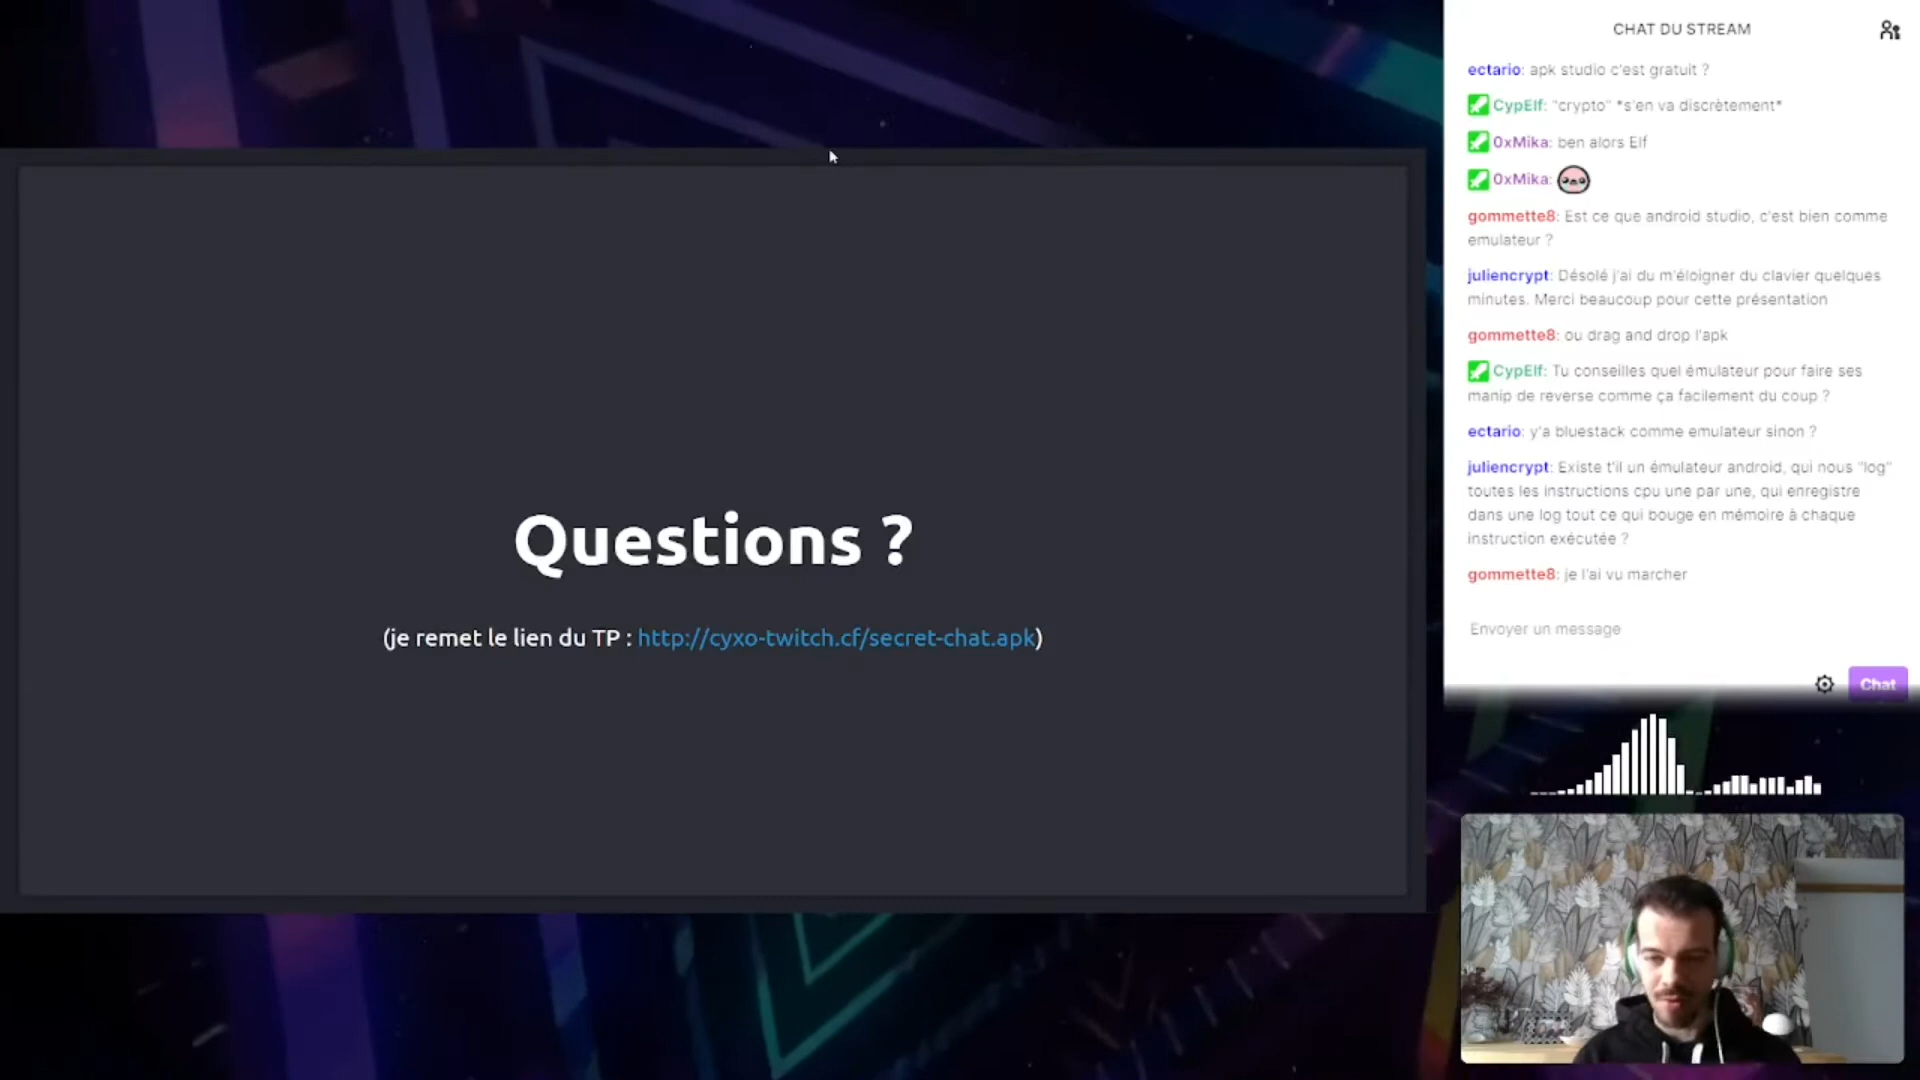 Questions ?
(je remet le lien du TP : http://cyxo-twitch.cf/secret-chat.apk)
CHAT DU STREAM
ectario: apk studio c'est gratuit ?
CypElf: "crypto" *s'en va discrètement*
0xMika: ben alors Elf
0xMika:
gommette8: Est ce que android studio, c'est bien comme
emulateur ?
juliencrypt: Désolé j'ai du m'éloigner du clavier quelques
minutes. Merci beaucoup pour cette présentation
gommette8: ou drag and drop l'apk
CypElf: Tu conseilles quel émulateur pour faire ses
manip de reverse comme ça facilement du coup ?
ectario: y'a bluestack comme emulateur sinon ?
juliencrypt: Existe t'il un émulateur android, qui nous "log"
toutes les instructions cpu une par une, qui enregistre
dans une log tout ce qui bouge en mémoire à chaque
instruction exécutée ?
gommette8: je l'ai vu marcher
Envoyer un message
Chat